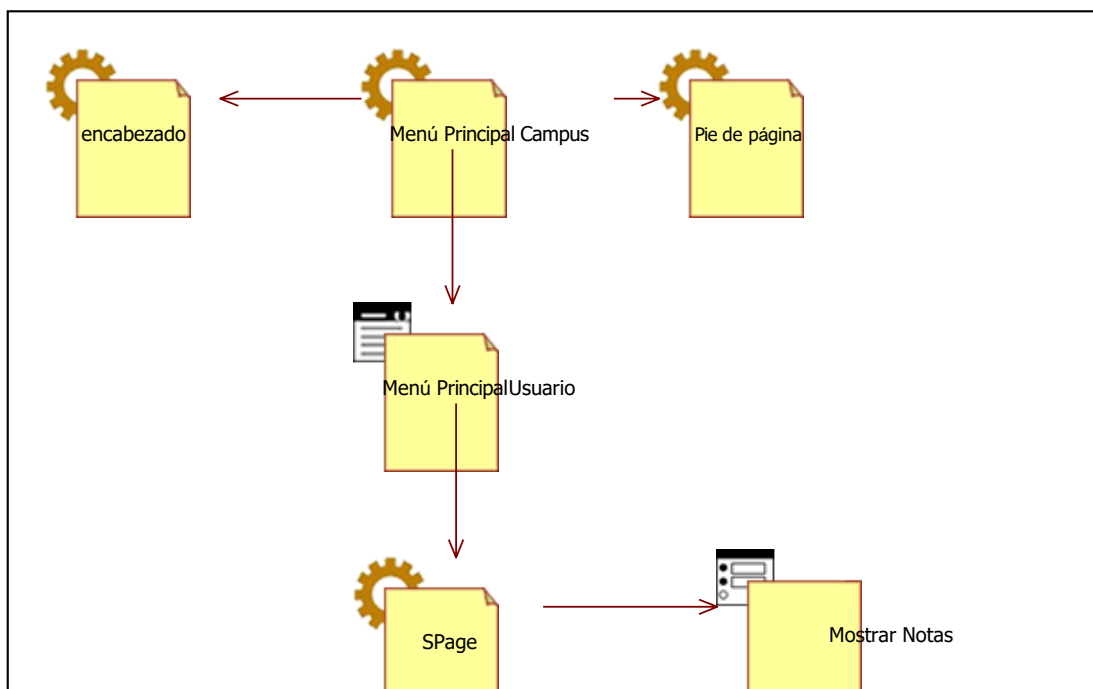 encabezado
Menú Principal Campus
Pie de página
Menú PrincipalUsuario
SPage
Mostrar Notas